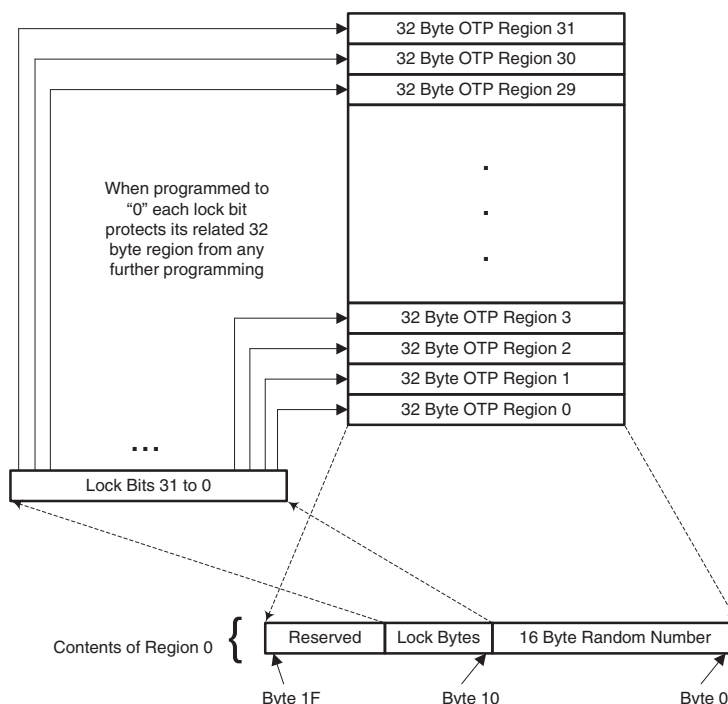 32 Byte OTP Region 31
32 Byte OTP Region 30
32 Byte OTP Region 29
.
.
.
When programmed to
“0” each lock bit
protects its related 32
byte region from any
further programming
32 Byte OTP Region 3
32 Byte OTP Region 2
32 Byte OTP Region 1
32 Byte OTP Region 0
...
Lock Bits 31 to 0
Contents of Region 0 {
Reserved
Lock Bytes
16 Byte Random Number
Byte 1F
Byte 10
Byte 0